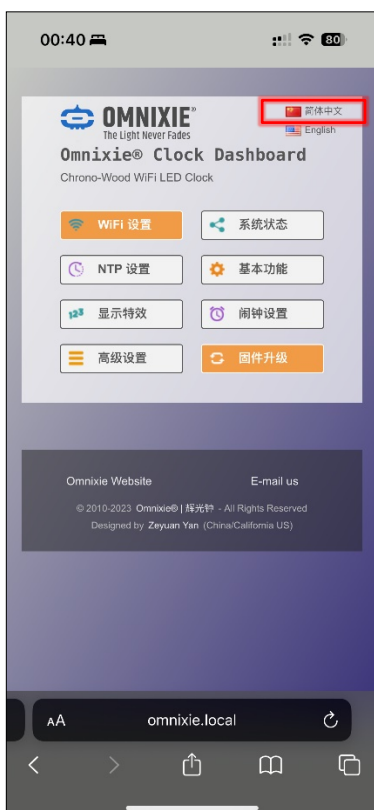 00:40
80
OMNIXIE®
The Light Never Fades
简体中文
English
Omnixie® Clock Dashboard
Chrono-Wood WiFi LED Clock
WiFi 设置
系统状态
NTP 设置
基本功能
123 显示特效
闹钟设置
高级设置
固件升级
Omnixie Website
E-mail us
© 2010-2023 Omnixie® | 辉光钟 - All Rights Reserved
Designed by Zeyuan Yan (China/California US)
AA
omnixie.local